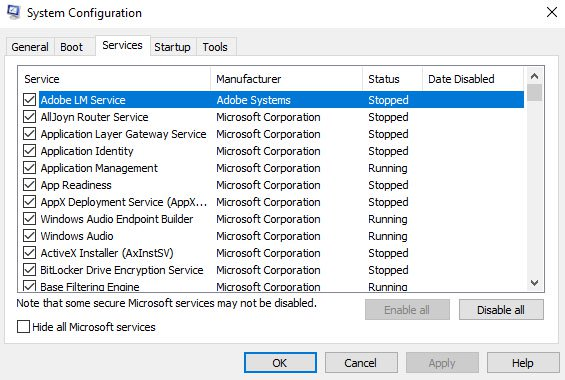 System Configuration
General Boot Services Startup Tools
Service Manufacturer Status Date Disabled
Adobe LM Service Adobe Systems Stopped
AllJoyn Router Service Microsoft Corporation Stopped
Application Layer Gateway Service Microsoft Corporation Stopped
Application Identity Microsoft Corporation Stopped
Application Management Microsoft Corporation Running
App Readiness Microsoft Corporation Stopped
AppX Deployment Service (AppX... Microsoft Corporation Stopped
Windows Audio Endpoint Builder Microsoft Corporation Running
Windows Audio Microsoft Corporation Running
ActiveX Installer (AxInstSV) Microsoft Corporation Stopped
BitLocker Drive Encryption Service Microsoft Corporation Stopped
Base Filtering Engine Microsoft Corporation Running
Note that some secure Microsoft services may not be disabled.
Enable all Disable all
Hide all Microsoft services
OK Cancel Apply Help